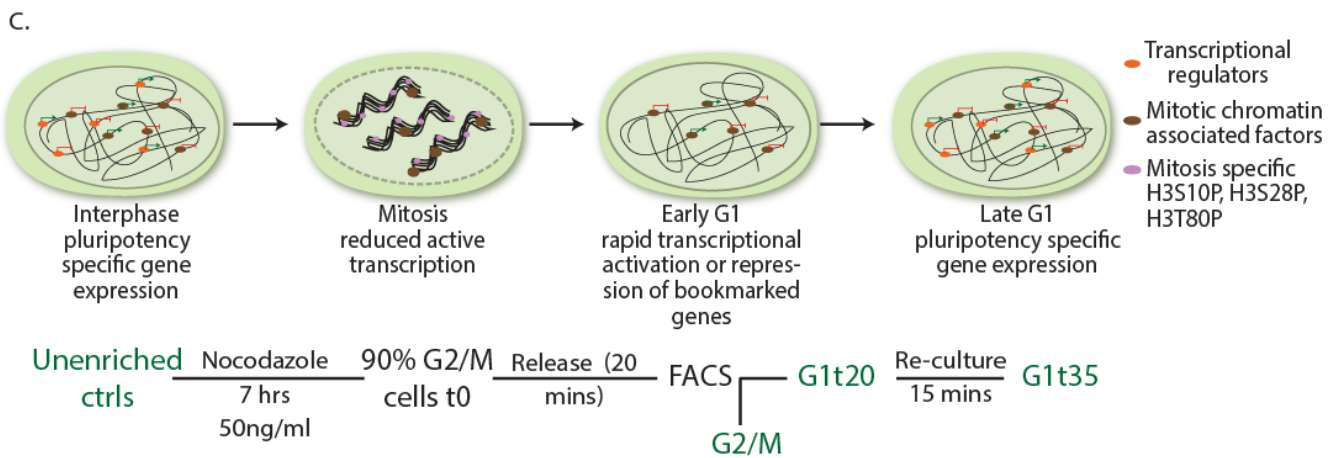 C.
Transcriptional
regulators
Mitotic chromatin
associated factors
Mitosis specific
H3S10P, H3S28P,
H3T80P
Interphase
pluripotency
specific gene
expression
Mitosis
reduced active
transcription
Early G1
rapid transcriptional
activation or repres-
sion of bookmarked
genes
Late G1
pluripotency specific
gene expression
Unenriched
ctrls
Nocodazole
7 hrs
50ng/ml
90% G2/M
cells t0
Release (20
mins)
FACS
G2/M
G1t20
Re-culture
15 mins
G1t35